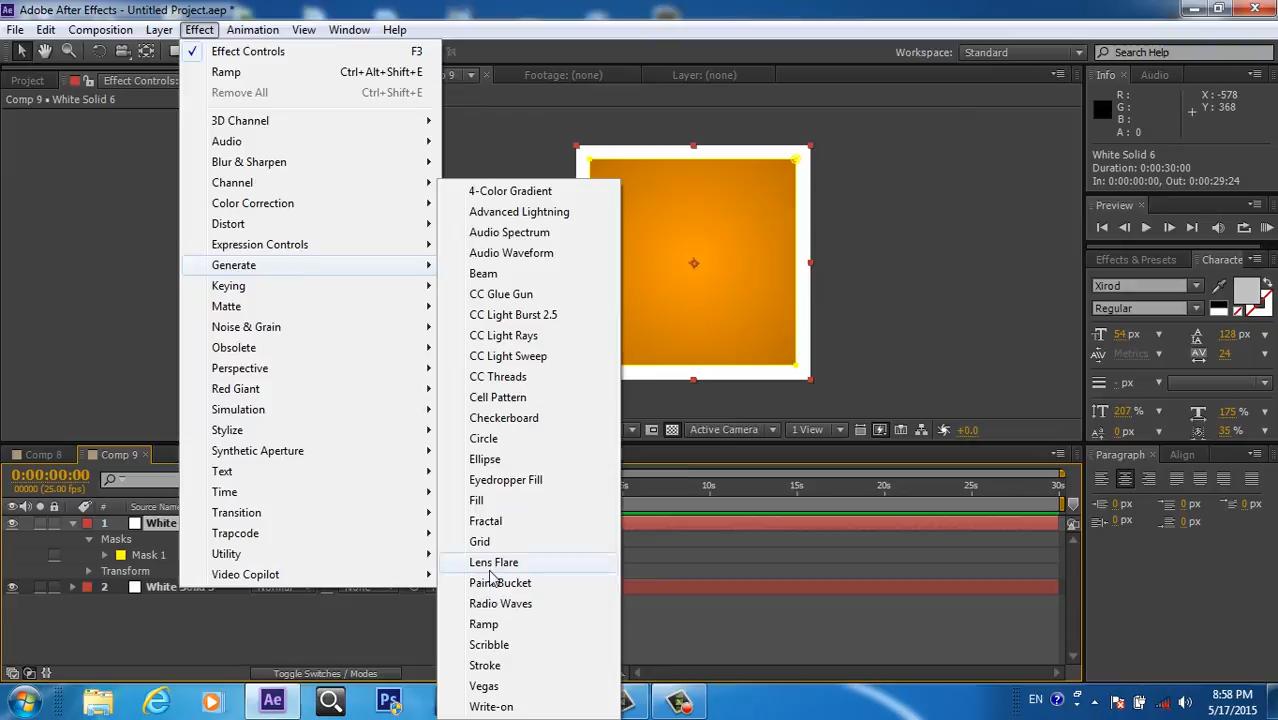 Adobe After Effects - Untitled Project.aep *
File Edit Composition Layer Effect Animation View Window Help
Workspace: Standard Search Help
Project Effect Controls: 9 Footage: (none) Layer: (none)
Comp 9 • White Solid 6
Effect Controls F3
Ramp Ctrl+Alt+Shift+E
Remove All Ctrl+Shift+E
3D Channel
Audio
Blur & Sharpen
Channel
Color Correction
Distort
Expression Controls
Generate
Keying
Matte
Noise & Grain
Obsolete
Perspective
Red Giant
Simulation
Stylize
Synthetic Aperture
Text
Time
Transition
Trapcode
Utility
Video Copilot
4-Color Gradient
Advanced Lightning
Audio Spectrum
Audio Waveform
Beam
CC Glue Gun
CC Light Burst 2.5
CC Light Rays
CC Light Sweep
CC Threads
Cell Pattern
Checkerboard
Circle
Ellipse
Eyedropper Fill
Fill
Fractal
Grid
Lens Flare
Paint Bucket
Radio Waves
Ramp
Scribble
Stroke
Vegas
Write-on
Info Audio
R : X : -578
G : Y : 368
B :
A : 0
White Solid 6
Duration: 0:00:30:00
In: 0:00:00:00, Out: 0:00:29:24
Preview
Effects & Presets Characte
Xirod
Regular
54 px 128 px
Metrics 24
- px
207 % 175 %
0 px 35 %
Paragraph Align
0 px 0 px
0 px 0 px
0 px
Active Camera 1 View +0.0
Comp 8 Comp 9
0:00:00:00
00000 (25.00 fps)
# Source Name
5s 10s 15s 20s 25s 30s
1 White
Masks
Mask 1
Transform
2 White Solid 5
Toggle Switches / Modes
Ae Ps
EN 8:58 PM
5/17/2015